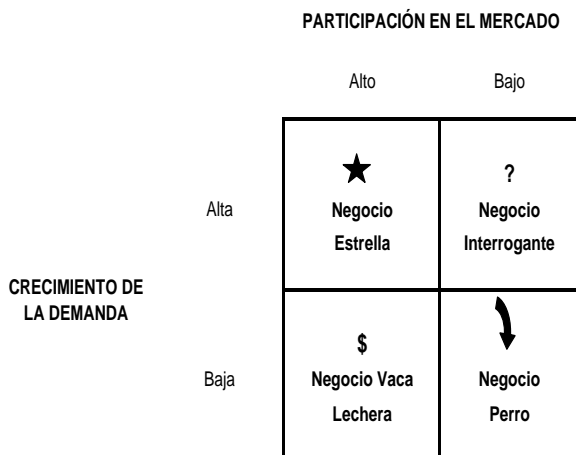 PARTICIPACIÓN EN EL MERCADO
Alto Bajo
Alta
Negocio
Estrella
?
Negocio
Interrogante
CRECIMIENTO DE
LA DEMANDA
Baja
$
Negocio Vaca
Lechera
Negocio
Perro